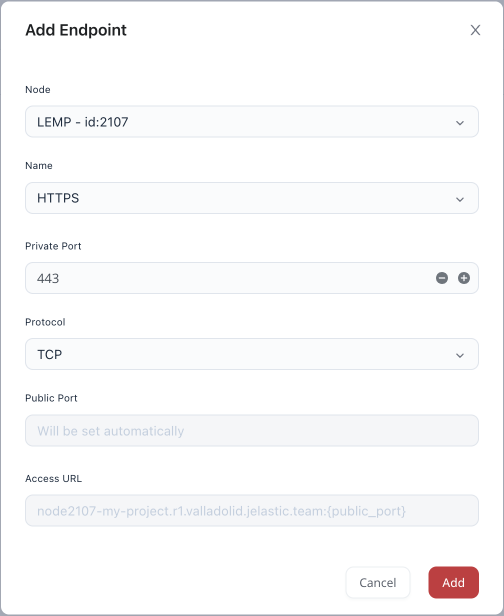 Add Endpoint
Node
LEMP - id:2107
Name
HTTPS
Private Port
443
Protocol
TCP
Public Port
Will be set automatically
Access URL
node2107-my-project.r1.valladolid.jelastic.team:{public_port}
Cancel
Add